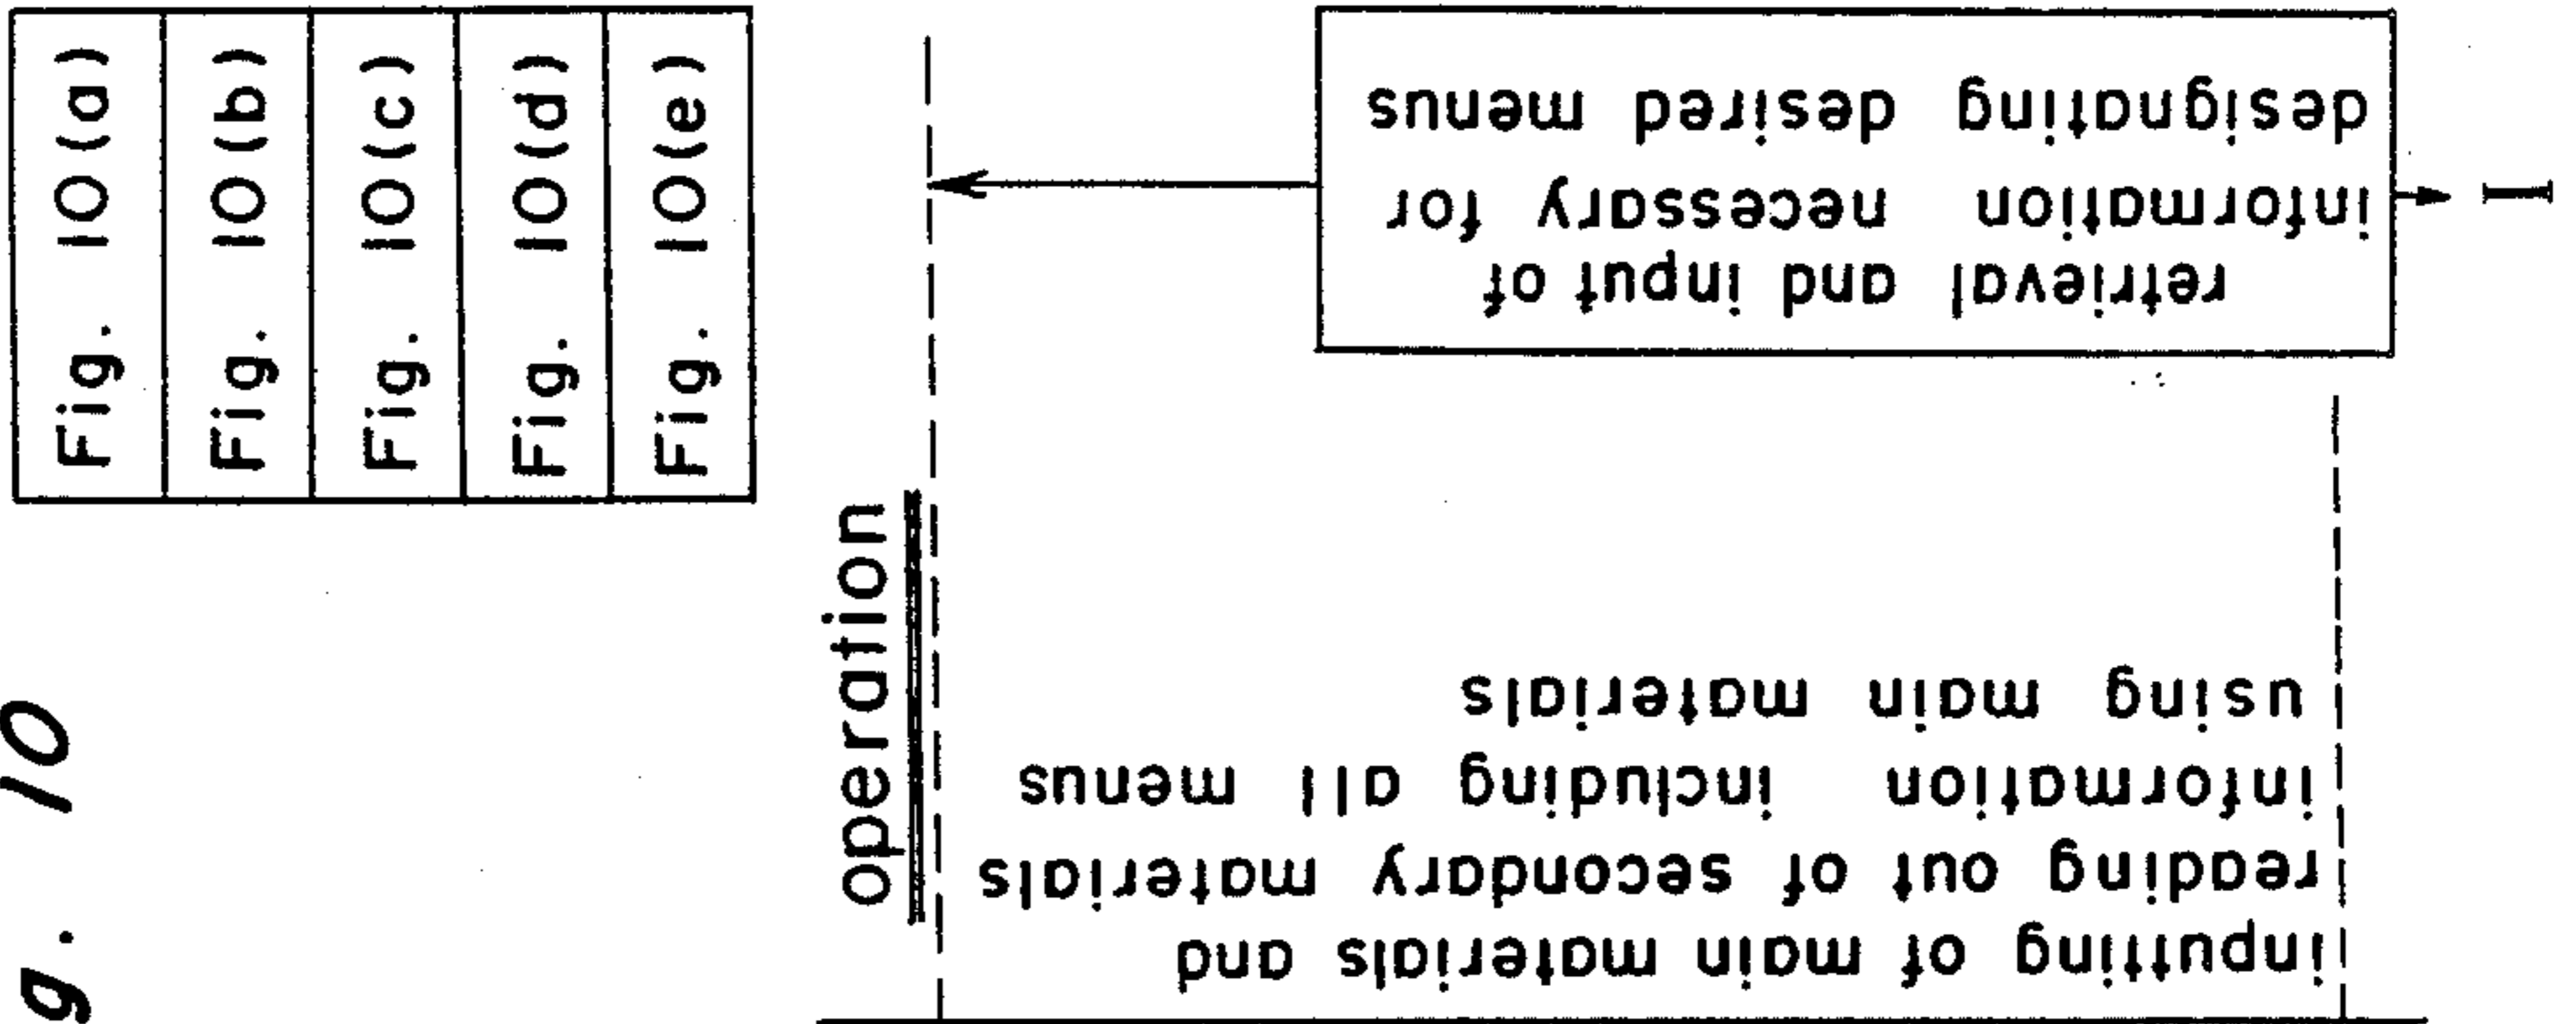 g. 10
Fig. 10(a)
Fig. 10(b)
Fig. 10(c)
Fig. 10(d)
Fig. 10(e)
operation
inputting of main materials and
reading out of secondary materials
information including all menus
using main materials
retrieval and input of
information necessary for
designating desired menus
I